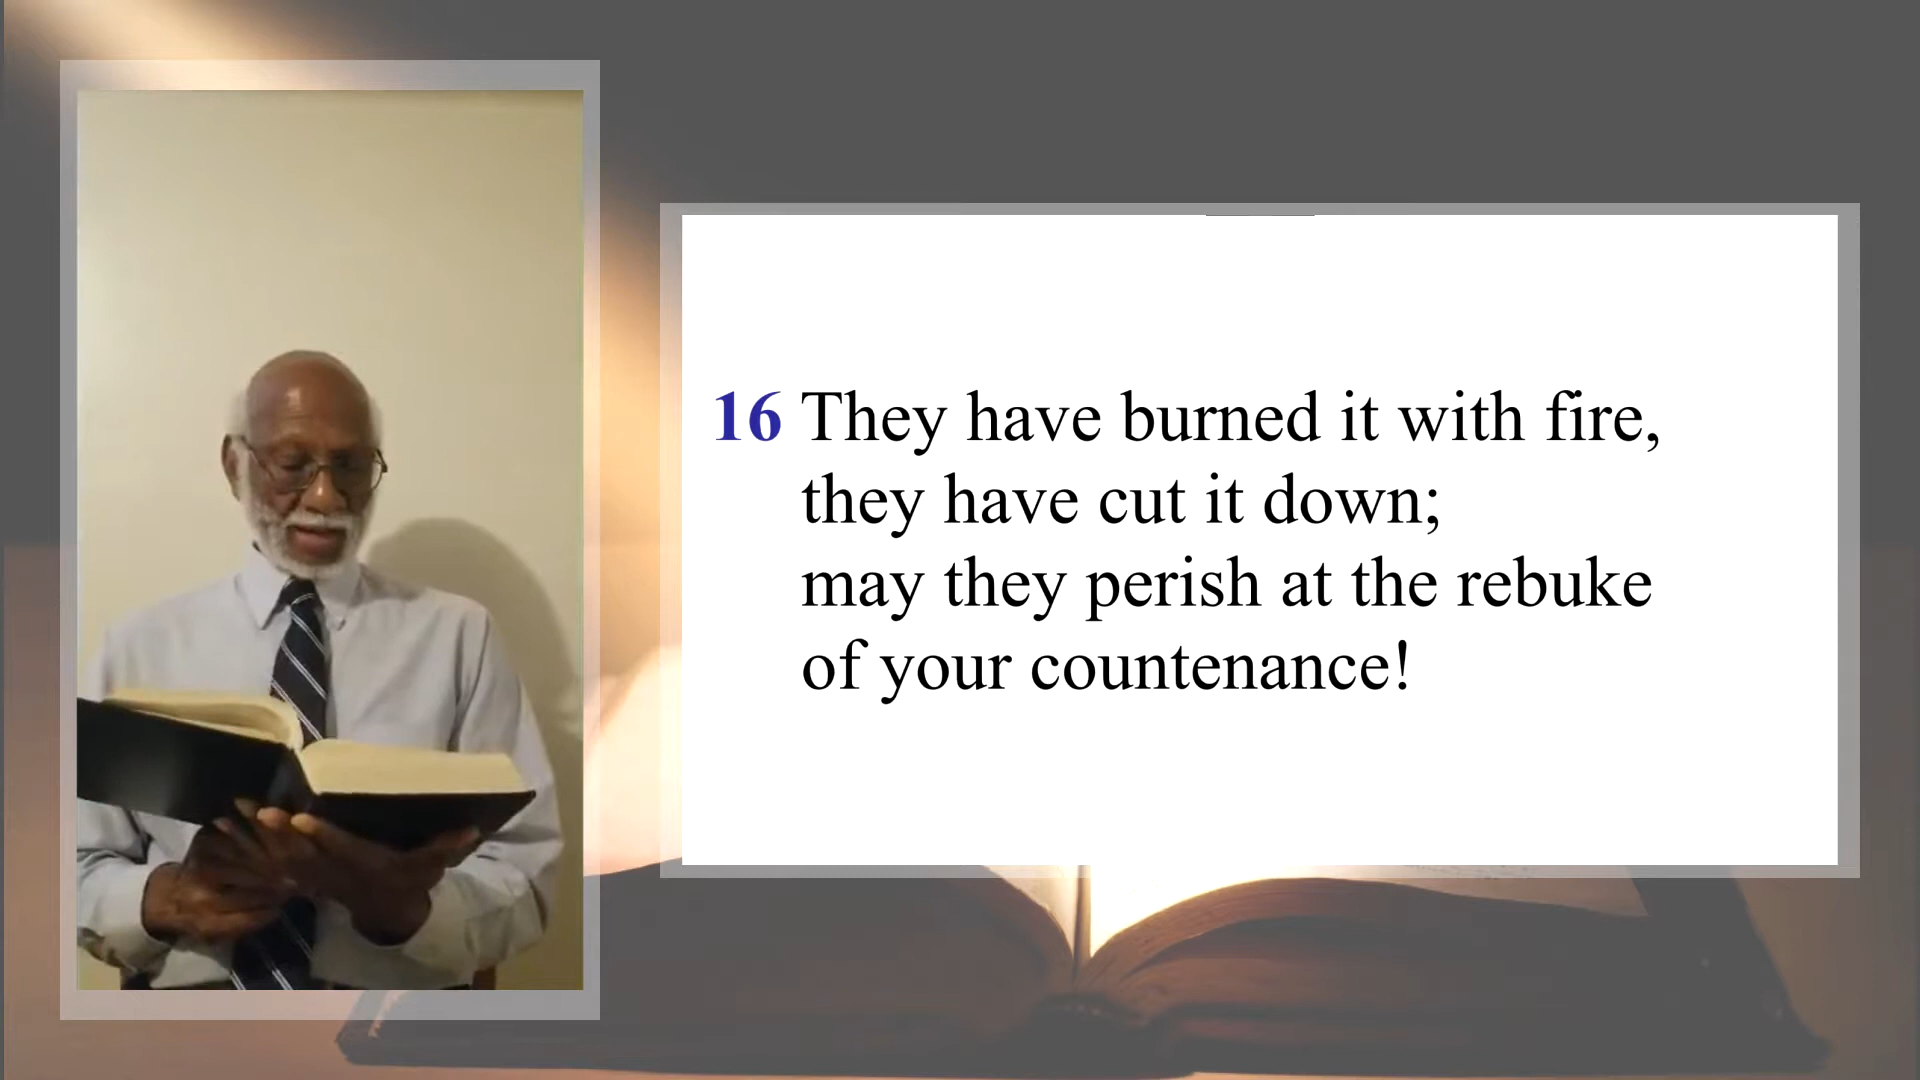 16 They have burned it with fire,
they have cut it down;
may they perish at the rebuke
of your countenance!